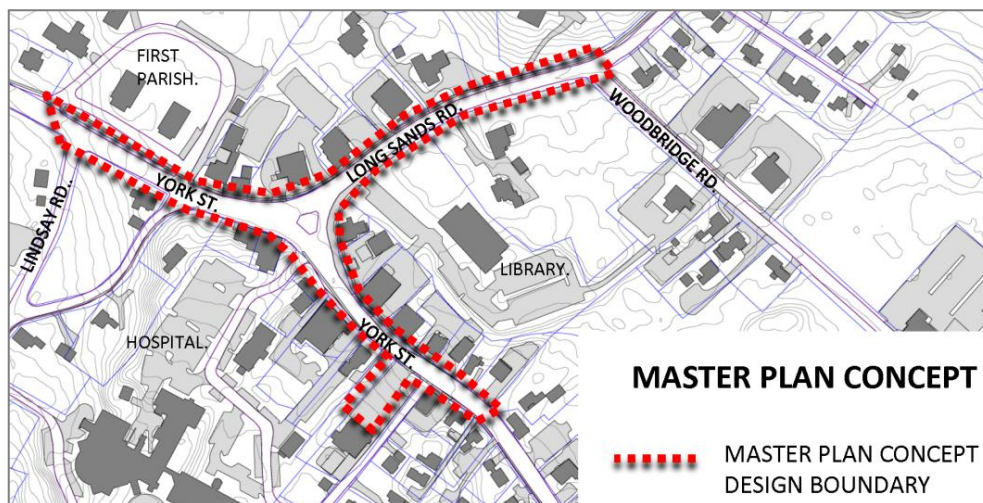 FIRST
PARISH.
LONG SANDS RD.
WOODBRIDGE RD.
YORK ST.
LINDSAY RD..
LIBRARY.
HOSPITAL.
YORK ST.
MASTER PLAN CONCEPT
MASTER PLAN CONCEPT
DESIGN BOUNDARY